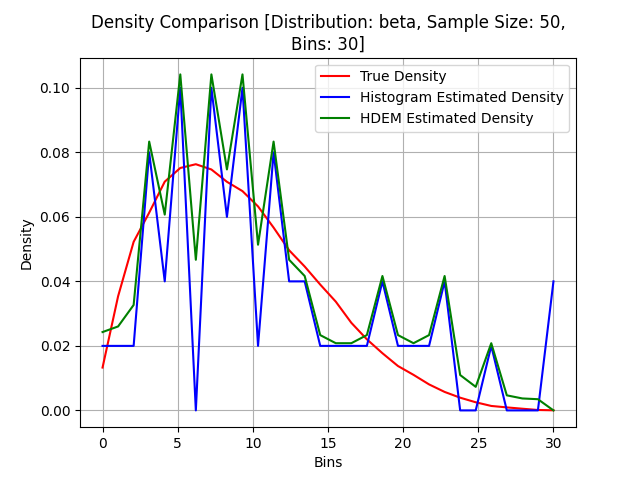 Density Comparison [Distribution: beta, Sample Size: 50,
Bins: 30]
True Density
Histogram Estimated Density
HDEM Estimated Density
Density
0.10
0.08
0.06
0.04
0.02
0.00
0 5 10 15 20 25 30
Bins